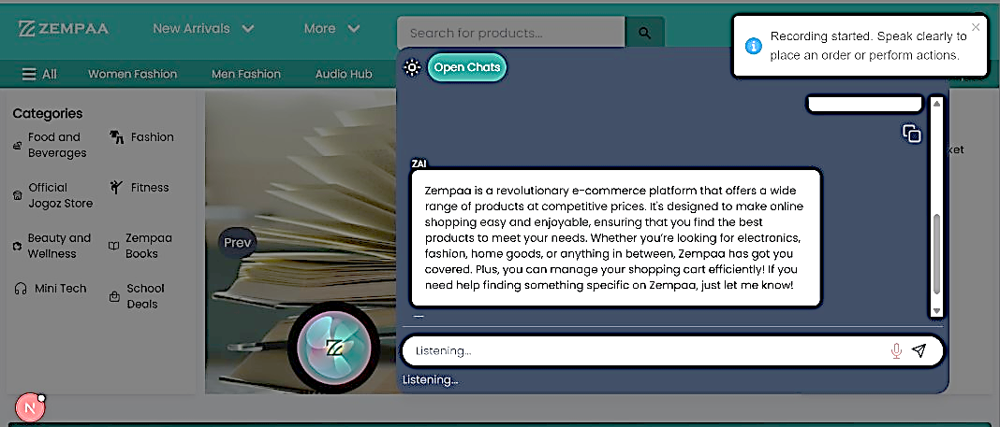 ZEMPAA
New Arrivals
More
Search for products...
Recording started. Speak clearly to
place an order or perform actions.
All
Women Fashion
Men Fashion
Audio Hub
Open Chats
Categories
Food and
Beverages
Fashion
Official
Jogoz Store
Fitness
Beauty and
Wellness
Zempaa
Books
Mini Tech
School
Deals
Prev
ket
ZAI
Zempaa is a revolutionary e-commerce platform that offers a wide
range of products at competitive prices. It's designed to make online
shopping easy and enjoyable, ensuring that you find the best
products to meet your needs. Whether you're looking for electronics,
fashion, home goods, or anything in between, Zempaa has got you
covered. Plus, you can manage your shopping cart efficiently! If you
need help finding something specific on Zempaa, just let me know!
Listening...
Listening...
N